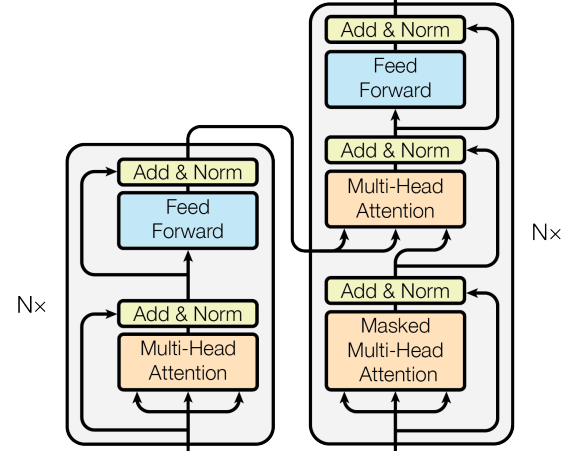 Add & Norm
Feed
Forward
Add & Norm
Multi-Head
Attention
Nx
Add & Norm
Feed
Forward
Add & Norm
Multi-Head
Attention
Add & Norm
Masked
Multi-Head
Attention
Nx